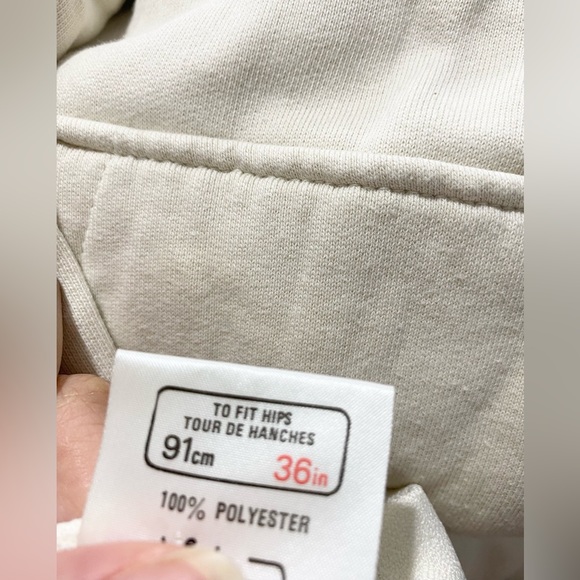 TO FIT HIPS
TOUR DE HANCHES
91cm 36in
100% POLYESTER